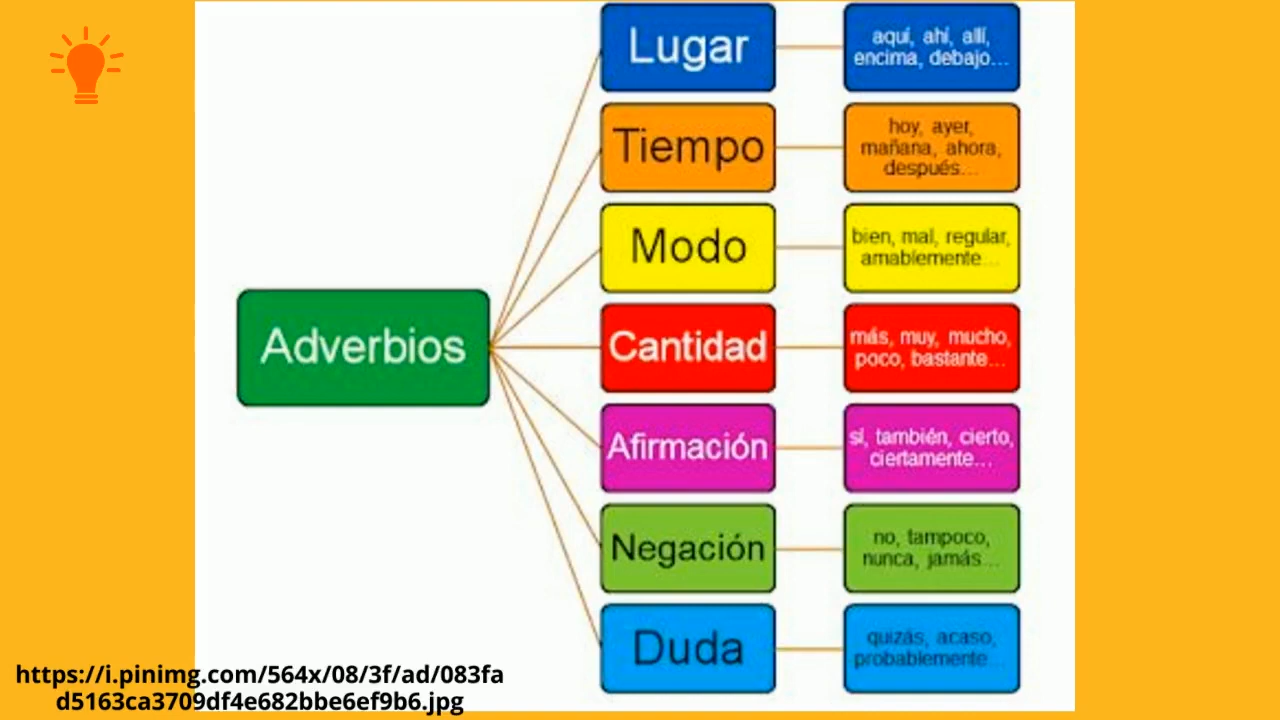 Adverbios
Lugar
aquí, ahí, allí,
encima, debajo...
Tiempo
hoy, ayer,
mañana, ahora,
después...
Modo
bien, mal, regular,
amablemente...
Cantidad
más, muy, mucho,
poco, bastante...
Afirmación
sí, también, cierto,
ciertamente...
Negación
no, tampoco,
nunca, jamás...
Duda
quizás, acaso,
probablemente...
https://i.pinimg.com/564x/08/3f/ad/083fa
d5163ca3709df4e682bbe6ef9b6.jpg